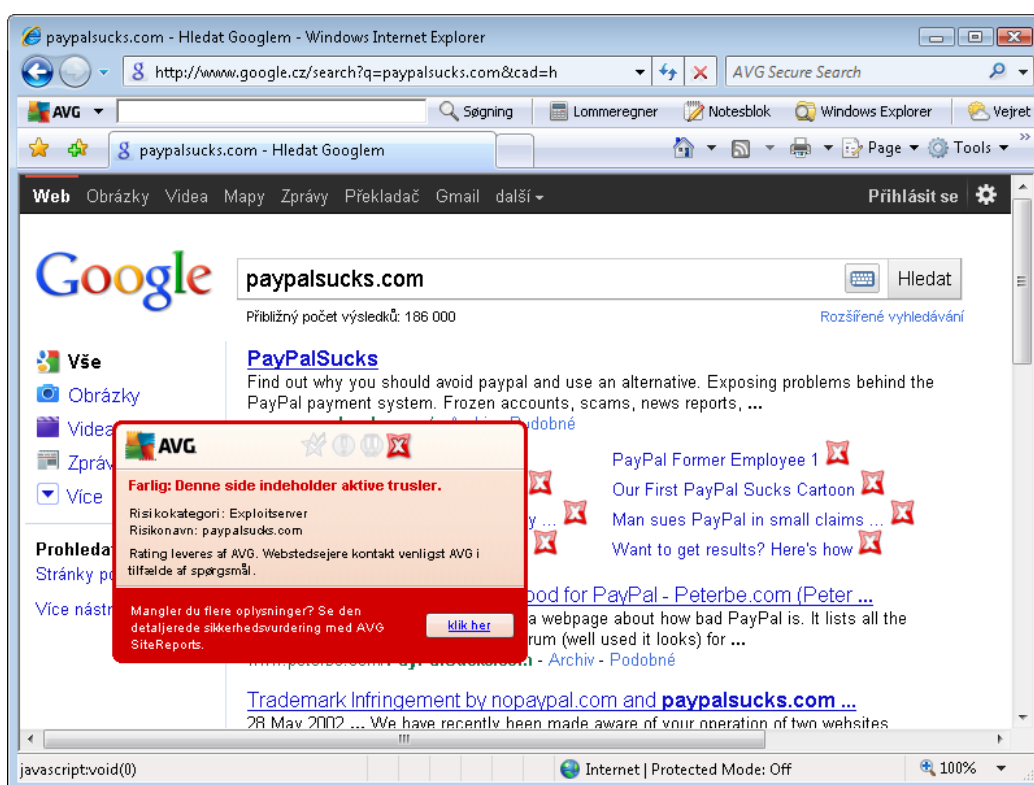 paypalsucks.com - Hledat Googlem - Windows Internet Explorer
http://www.google.cz/search?q=paypalsucks.com&cad=h
AVG Secure Search
AVG
Søgning
Lommeregner
Notesblok
Windows Explorer
Vejret
paypalsucks.com - Hledat Googlem
Page
Tools
Web Obrázky Videa Mapy Zprávy Překladač Gmail další
Přihlásit se
Google
paypalsucks.com
Hledat
Přibližný počet výsledků: 186 000
Rozšířené vyhledávání
Vše
Obrázky
Videa
Zpráv
Více
Prohleda
Stránky po
Více nástr
PayPalSucks
Find out why you should avoid paypal and use an alternative. Exposing problems behind the
PayPal payment system. Frozen accounts, scams, news reports, ...
Archiv - Podobné
PayPal Former Employee 1
Our First PayPal Sucks Cartoon
y ... Man sues PayPal in small claims ...
Want to get results? Here's how
AVG
Farlig: Denne side indeholder aktive trusler.
Risikokategori: Exploitserver
Risikonavn: paypalsucks.com
Rating leveres af AVG. Webstedsejere kontakt venligst AVG i
tilfælde af spørgsmål.
Mangler du flere oplysninger? Se den
detaljerede sikkerhedsvurdering med AVG
SiteReports.
klik her
ood for PayPal - Peterbe.com (Peter ...
a webpage about how bad PayPal is. It lists all the
rum (well used it looks) for ...
www.peterbe.com/PayPalSucks.com - Archiv - Podobné
Trademark Infringement by nopaypal.com and paypalsucks.com ...
28 May 2002 ... We have recently been made aware of your operation of two websites
javascript:void(0)
Internet | Protected Mode: Off
100%